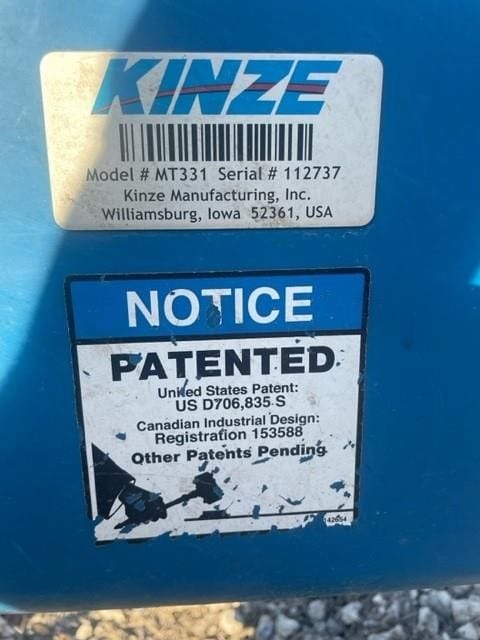 KINZE
Model # MT331 Serial # 112737
Kinze Manufacturing, Inc.
Williamsburg, Iowa 52361, USA
NOTICE
PATENTED
United States Patent:
US D706,835 S
Canadian Industrial Design:
Registration 153588
Other Patents Pending